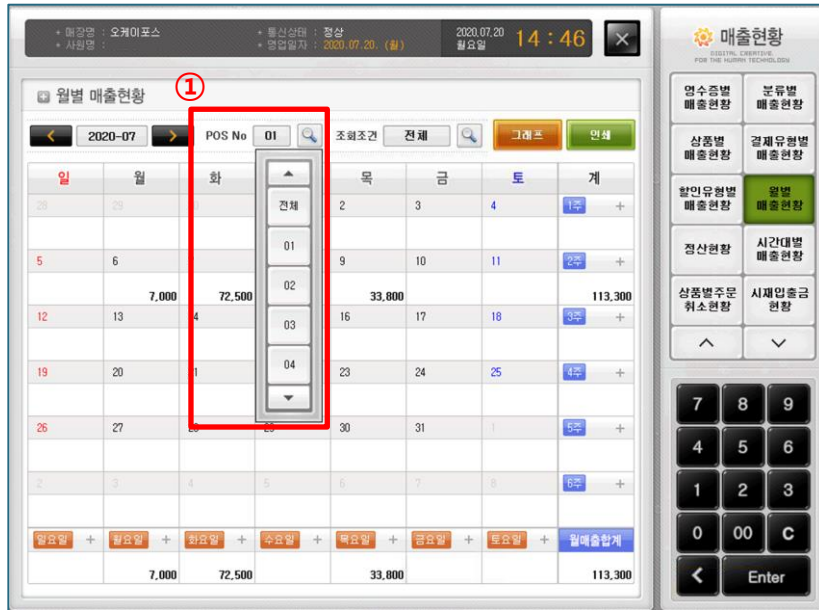 + 매장명 : 오케이포스 + 통신상태 : 정상 2020.07.20 14:46
+ 사원명 : + 영업일자 : 2020.07.20. (월) 월요일
매출현황
DIGITAL CREATIVE.
FOR THE HUMAN TECHNOLOGY
월별 매출현황
①
2020-07 POS No 01 조회조건 전체 그래프 인쇄
일 월 화 목 금 토 계
28 29 2 3 4 1주 +
5 6 9 10 11 2주 +
7,000 72,500 33,800 113,300
12 13 4 16 17 18 3주 +
19 20 1 23 24 25 4주 +
26 27 28 29 30 31 1 5주 +
2 3 4 5 6 7 8 6주 +
일요일 + 월요일 + 화요일 + 수요일 + 목요일 + 금요일 + 토요일 + 월매출합계
7,000 72,500 33,800 113,300
전체
01
02
03
04
영수증별 매출현황
분류별 매출현황
상품별 매출현황
결제유형별 매출현황
할인유형별 매출현황
월별 매출현황
정산현황
시간대별 매출현황
상품별주문 취소현황
시재입출금 현황
7 8 9
4 5 6
1 2 3
0 00 C
Enter